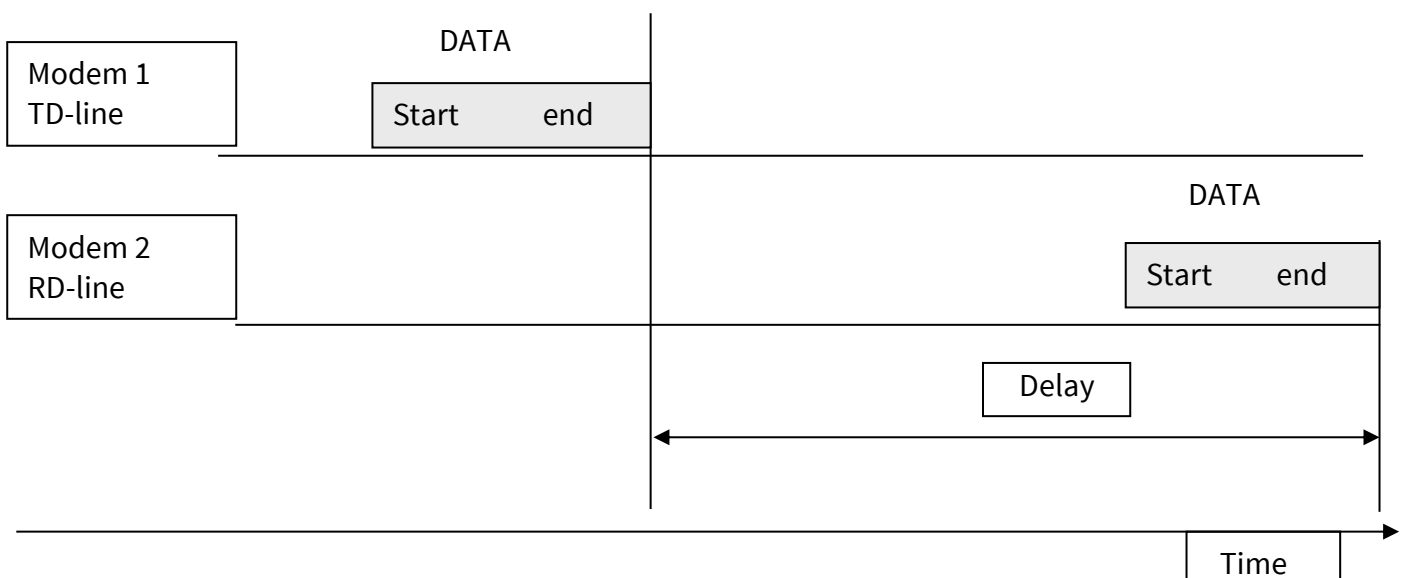 DATA
Modem 1
TD-line
Start end
DATA
Modem 2
RD-line
Start end
Delay
Time